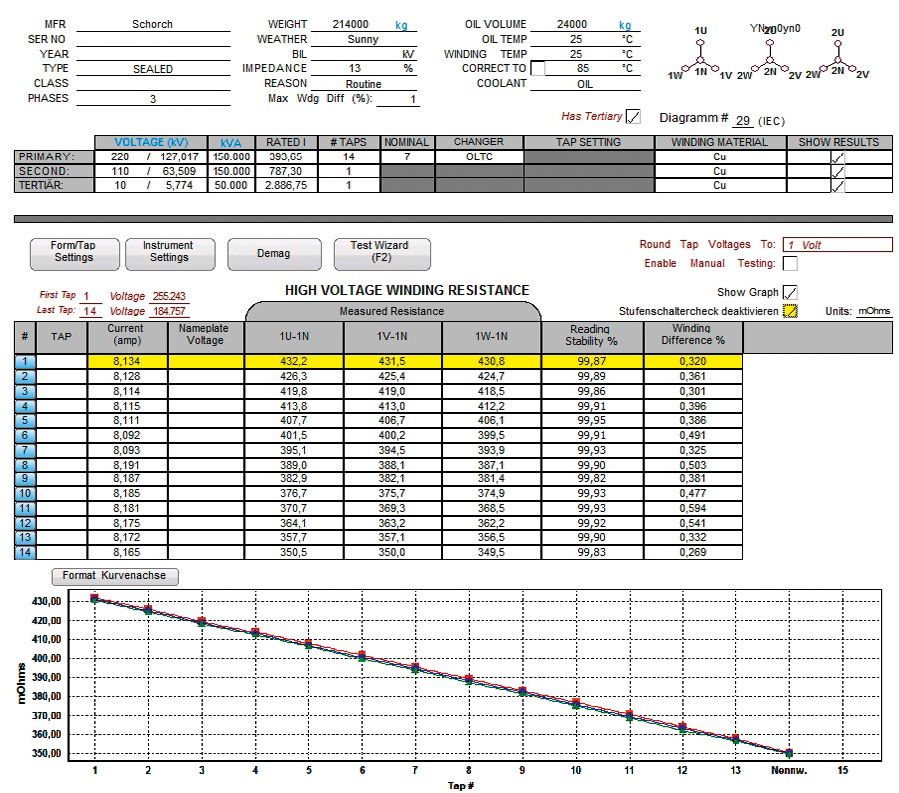 MFR Schorch WEIGHT 214000 kg OIL VOLUME 24000 kg
SER NO WEATHER Sunny OIL TEMP 25 °C
YEAR BIL kV WINDING TEMP 25 °C
TYPE SEALED IMPEDANCE 13 % CORRECT TO 85 °C
CLASS REASON Routine COOLANT OIL
PHASES 3 Max Wdg Diff (%): 1
1U 2U 2U
1W 1N 1V 2W 2N 2V 2W 2N 2V
Has Tertiary Diagramm # 29 (IEC)
VOLTAGE (kV) kVA RATED I # TAPS NOMINAL CHANGER TAP SETTING WINDING MATERIAL SHOW RESULTS
PRIMARY: 220 / 127,017 150.000 393,65 14 7 OLTC Cu
SECOND: 110 / 63,509 150.000 787,30 1 Cu
TERTIÄR: 10 / 5,774 50.000 2.886,75 1 Cu
Form/Tap Settings Instrument Settings Demag Test Wizard (F2)
Round Tap Voltages To: 1 Volt
Enable Manual Testing:
HIGH VOLTAGE WINDING RESISTANCE
Show Graph
First Tap 1 Voltage 255.243
Last Tap: 14 Voltage 184.757
Measured Resistance
Stufenschaltercheck deaktivieren Units: mOhms
# TAP Current (amp) Nameplate Voltage 1U-1N 1V-1N 1W-1N Reading Stability % Winding Difference %
1 8,134 432,2 431,5 430,8 99,87 0,320
2 8,128 426,3 425,4 424,7 99,89 0,361
3 8,114 419,8 419,0 418,5 99,86 0,301
4 8,115 413,8 413,0 412,2 99,91 0,396
5 8,111 407,7 406,7 406,1 99,95 0,386
6 8,092 401,5 400,2 399,5 99,91 0,491
7 8,093 395,1 394,5 393,9 99,93 0,325
8 8,191 389,0 388,1 387,1 99,90 0,503
9 8,187 382,9 382,1 381,4 99,82 0,381
10 8,185 376,7 375,7 374,9 99,93 0,477
11 8,181 370,7 369,3 368,5 99,93 0,594
12 8,175 364,1 363,2 362,2 99,92 0,541
13 8,172 357,7 357,1 356,5 99,90 0,332
14 8,165 350,5 350,0 349,5 99,83 0,269
Format Kurvenachse
430,00
420,00
410,00
400,00
390,00
380,00
370,00
360,00
350,00
mOhms
1 2 3 4 5 6 7 8 9 10 11 12 13 Nennw. 15
Tap #